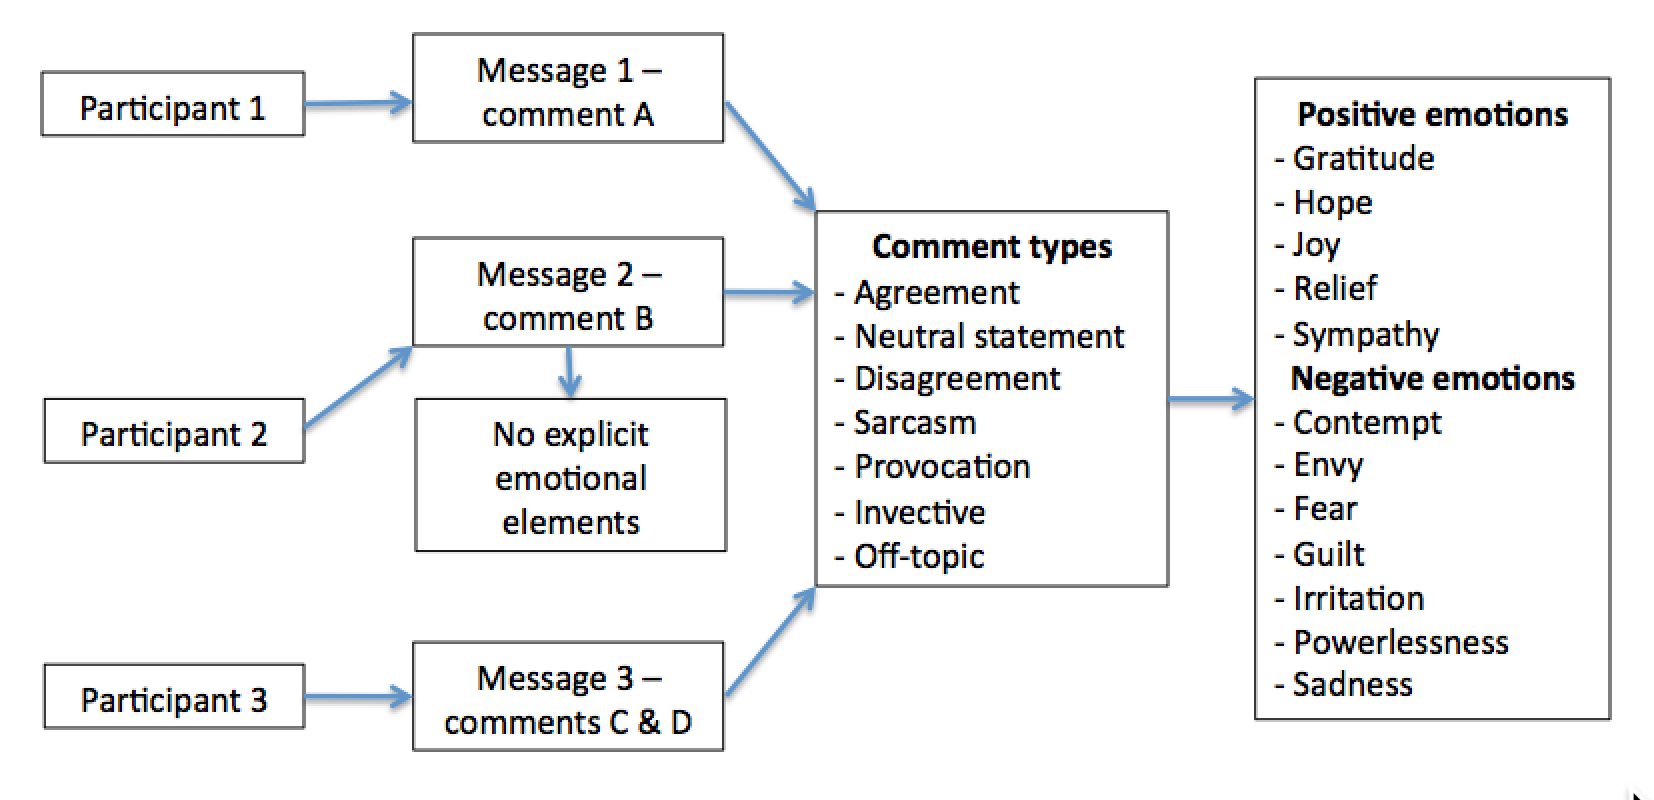 Participant 1
Message 1 –
comment A
Participant 2
Message 2 –
comment B
No explicit
emotional
elements
Participant 3
Message 3 –
comments C & D
Comment types
- Agreement
- Neutral statement
- Disagreement
- Sarcasm
- Provocation
- Invective
- Off-topic
Positive emotions
- Gratitude
- Hope
- Joy
- Relief
- Sympathy
Negative emotions
- Contempt
- Envy
- Fear
- Guilt
- Irritation
- Powerlessness
- Sadness